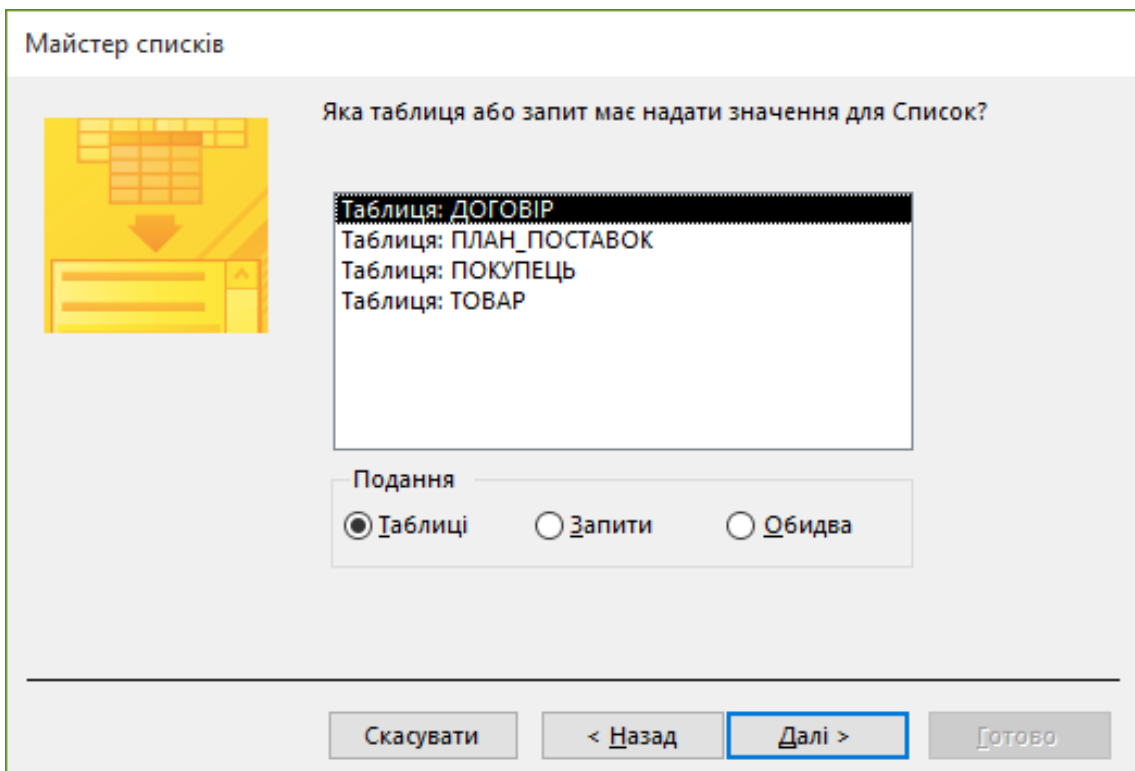 Майстер списків
Яка таблиця або запит має надати значення для Список?
Таблиця: ДОГОВІР
Таблиця: ПЛАН_ПОСТАВОК
Таблиця: ПОКУПЕЦЬ
Таблиця: ТОВАР
Подання
Таблиці Запити Обидва
Скасувати < Назад Далі > Готово